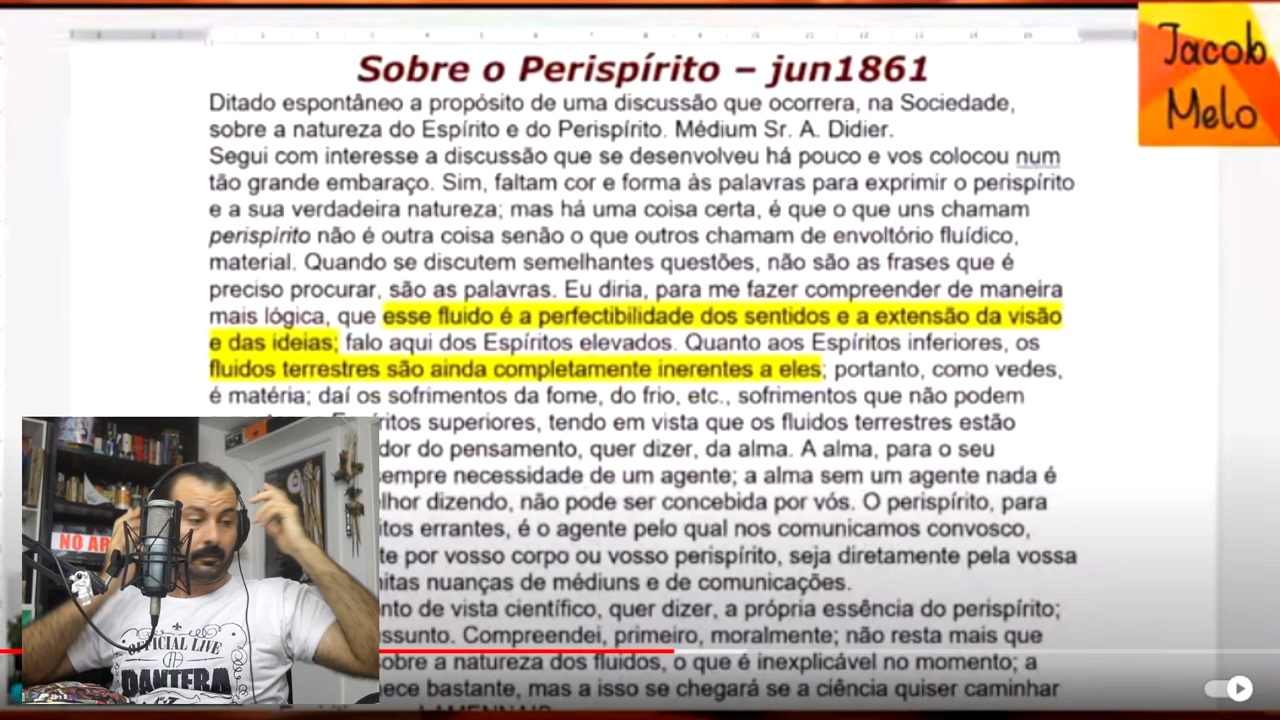 Sobre o Perispírito – jun1861
Jacob
Melo
Ditado espontâneo a propósito de uma discussão que ocorrera, na Sociedade,
sobre a natureza do Espírito e do Perispírito. Médium Sr. A. Didier.
Segui com interesse a discussão que se desenvolveu há pouco e vos colocou num
tão grande embaraço. Sim, faltam cor e forma às palavras para exprimir o perispírito
e a sua verdadeira natureza; mas há uma coisa certa, é que o que uns chamam
perispírito não é outra coisa senão o que outros chamam de envoltório fluídico,
material. Quando se discutem semelhantes questões, não são as frases que é
preciso procurar, são as palavras. Eu diria, para me fazer compreender de maneira
mais lógica, que esse fluido é a perfectibilidade dos sentidos e a extensão da visão
e das ideias; falo aqui dos Espíritos elevados. Quanto aos Espíritos inferiores, os
fluidos terrestres são ainda completamente inerentes a eles; portanto, como vedes,
é matéria; daí os sofrimentos da fome, do frio, etc., sofrimentos que não podem
ritos superiores, tendo em vista que os fluidos terrestres estão
dor do pensamento, quer dizer, da alma. A alma, para o seu
empre necessidade de um agente; a alma sem um agente nada é
lhor dizendo, não pode ser concebida por vós. O perispírito, para
itos errantes, é o agente pelo qual nos comunicamos convosco,
te por vosso corpo ou vosso perispírito, seja diretamente pela vossa
nitas nuanças de médiuns e de comunicações.
nto de vista científico, quer dizer, a própria essência do perispírito;
assunto. Compreendei, primeiro, moralmente; não resta mais que
obre a natureza dos fluidos, o que é inexplicável no momento; a
ece bastante, mas a isso se chegará se a ciência quiser caminhar
NO AR
OFFICIAL LIVE
PANTERA